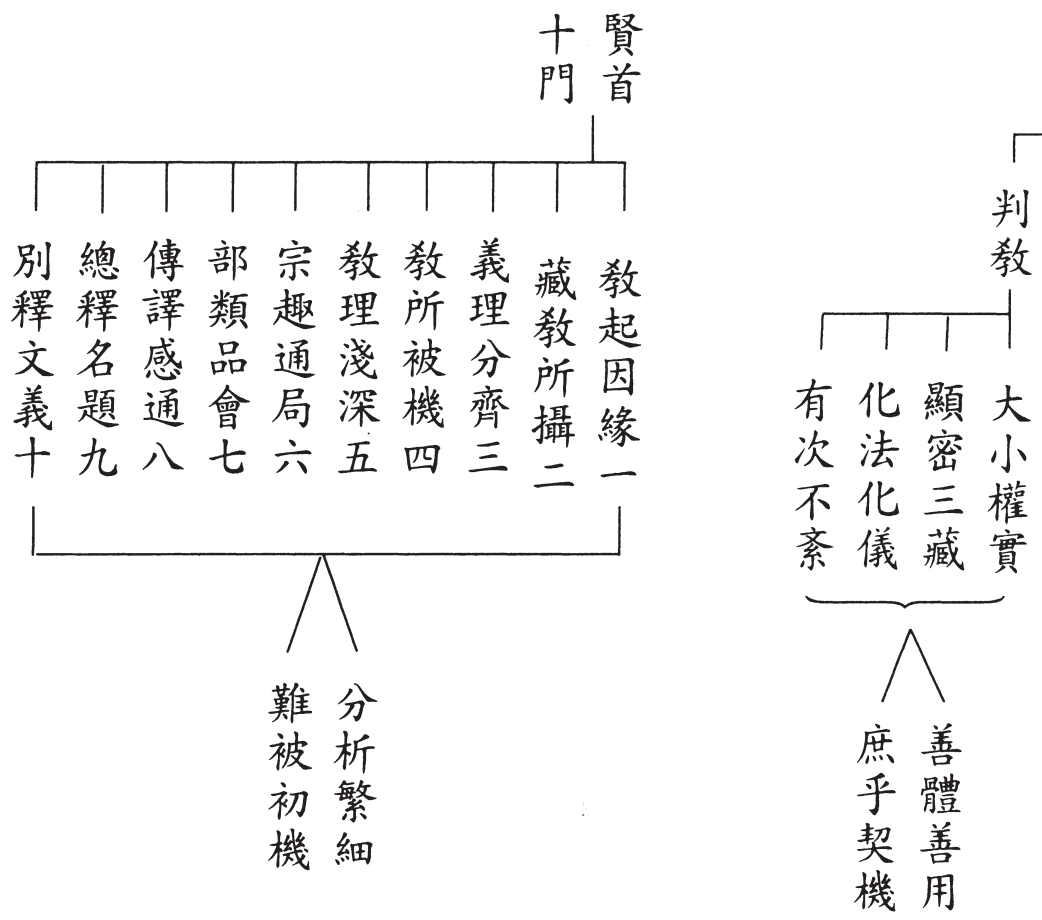 判教
大小權實
顯密三藏
化法化儀
有次不紊
善體善用
庶乎契機
賢首
十門
教起因緣一
藏教所攝二
義理分齊三
教所被機四
教理淺深五
宗趣通局六
部類品會七
傳譯感通八
總釋名題九
別釋文義十
分析繁細
難被初機